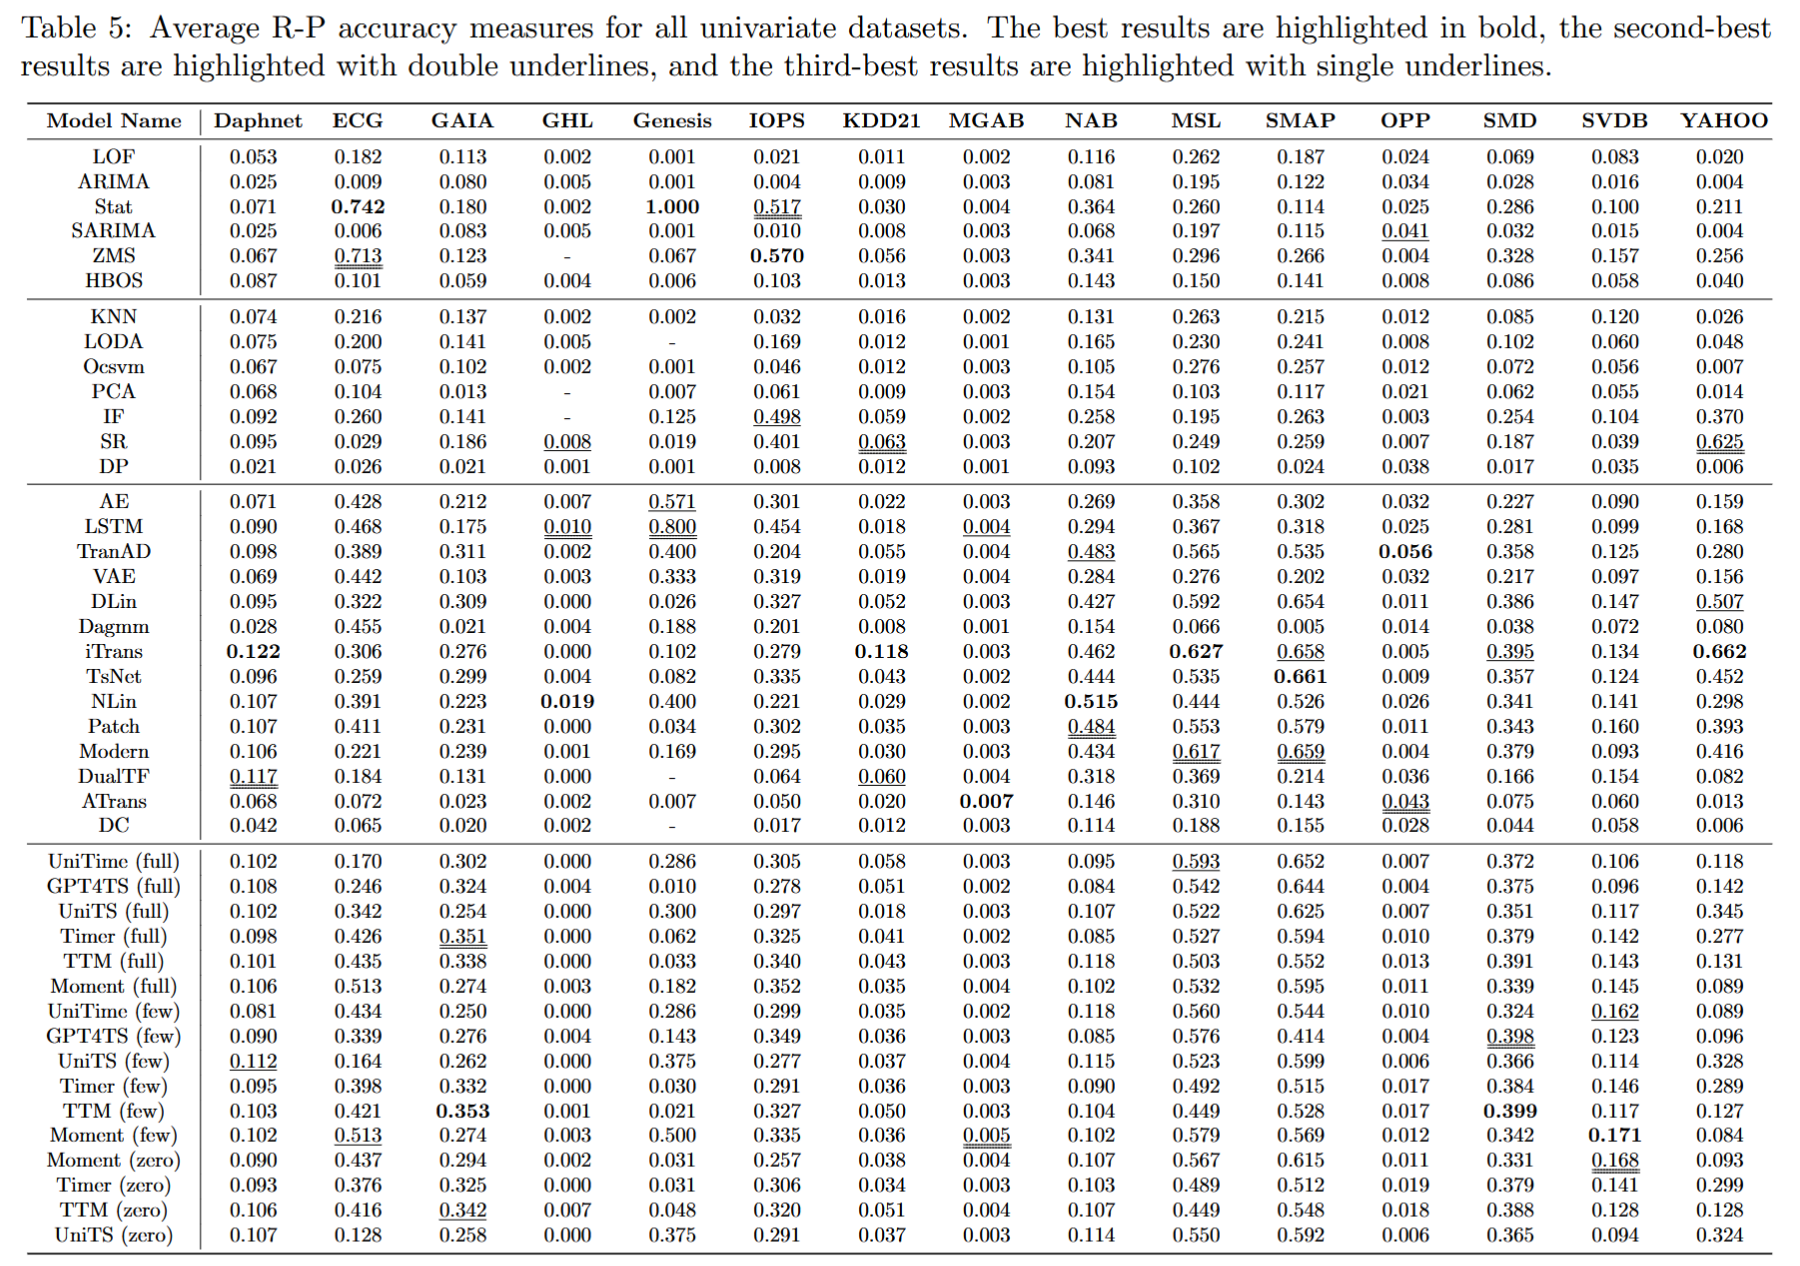 Table 5: Average R-P accuracy measures for all univariate datasets. The best results are highlighted in bold, the second-best
results are highlighted with double underlines, and the third-best results are highlighted with single underlines.
Model Name Daphnet ECG GAIA GHL Genesis IOPS KDD21 MGAB NAB MSL SMAP OPP SMD SVDB YAHOO
LOF 0.053 0.182 0.113 0.002 0.001 0.021 0.011 0.002 0.116 0.262 0.187 0.024 0.069 0.083 0.020
ARIMA 0.025 0.009 0.080 0.005 0.001 0.004 0.009 0.003 0.081 0.195 0.122 0.034 0.028 0.016 0.004
Stat 0.071 0.742 0.180 0.002 1.000 0.517 0.030 0.004 0.364 0.260 0.114 0.025 0.286 0.100 0.211
SARIMA 0.025 0.006 0.083 0.005 0.001 0.010 0.008 0.003 0.068 0.197 0.115 0.041 0.032 0.015 0.004
ZMS 0.067 0.713 0.123 - 0.067 0.570 0.056 0.003 0.341 0.296 0.266 0.004 0.328 0.157 0.256
HBOS 0.087 0.101 0.059 0.004 0.006 0.103 0.013 0.003 0.143 0.150 0.141 0.008 0.086 0.058 0.040
KNN 0.074 0.216 0.137 0.002 0.002 0.032 0.016 0.002 0.131 0.263 0.215 0.012 0.085 0.120 0.026
LODA 0.075 0.200 0.141 0.005 - 0.169 0.012 0.001 0.165 0.230 0.241 0.008 0.102 0.060 0.048
Ocsvm 0.067 0.075 0.102 0.002 0.001 0.046 0.012 0.003 0.105 0.276 0.257 0.012 0.072 0.056 0.007
PCA 0.068 0.104 0.013 - 0.007 0.061 0.009 0.003 0.154 0.103 0.117 0.021 0.062 0.055 0.014
IF 0.092 0.260 0.141 - 0.125 0.498 0.059 0.002 0.258 0.195 0.263 0.003 0.254 0.104 0.370
SR 0.095 0.029 0.186 0.008 0.019 0.401 0.063 0.003 0.207 0.249 0.259 0.007 0.187 0.039 0.625
DP 0.021 0.026 0.021 0.001 0.001 0.008 0.012 0.001 0.093 0.102 0.024 0.038 0.017 0.035 0.006
AE 0.071 0.428 0.212 0.007 0.571 0.301 0.022 0.003 0.269 0.358 0.302 0.032 0.227 0.090 0.159
LSTM 0.090 0.468 0.175 0.010 0.800 0.454 0.018 0.004 0.294 0.367 0.318 0.025 0.281 0.099 0.168
TranAD 0.098 0.389 0.311 0.002 0.400 0.204 0.055 0.004 0.483 0.565 0.535 0.056 0.358 0.125 0.280
VAE 0.069 0.442 0.103 0.003 0.333 0.319 0.019 0.004 0.284 0.276 0.202 0.032 0.217 0.097 0.156
DLin 0.095 0.322 0.309 0.000 0.026 0.327 0.052 0.003 0.427 0.592 0.654 0.011 0.386 0.147 0.507
Dagmm 0.028 0.455 0.021 0.004 0.188 0.201 0.008 0.001 0.154 0.066 0.005 0.014 0.038 0.072 0.080
iTrans 0.122 0.306 0.276 0.000 0.102 0.279 0.118 0.003 0.462 0.627 0.658 0.005 0.395 0.134 0.662
TsNet 0.096 0.259 0.299 0.004 0.082 0.335 0.043 0.002 0.444 0.535 0.661 0.009 0.357 0.124 0.452
NLin 0.107 0.391 0.223 0.019 0.400 0.221 0.029 0.002 0.515 0.444 0.526 0.026 0.341 0.141 0.298
Patch 0.107 0.411 0.231 0.000 0.034 0.302 0.035 0.003 0.484 0.553 0.579 0.011 0.343 0.160 0.393
Modern 0.106 0.221 0.239 0.001 0.169 0.295 0.030 0.003 0.434 0.617 0.659 0.004 0.379 0.093 0.416
DualTF 0.117 0.184 0.131 0.000 - 0.064 0.060 0.004 0.318 0.369 0.214 0.036 0.166 0.154 0.082
ATrans 0.068 0.072 0.023 0.002 0.007 0.050 0.020 0.007 0.146 0.310 0.143 0.043 0.075 0.060 0.013
DC 0.042 0.065 0.020 0.002 - 0.017 0.012 0.003 0.114 0.188 0.155 0.028 0.044 0.058 0.006
UniTime (full) 0.102 0.170 0.302 0.000 0.286 0.305 0.058 0.003 0.095 0.593 0.652 0.007 0.372 0.106 0.118
GPT4TS (full) 0.108 0.246 0.324 0.004 0.010 0.278 0.051 0.002 0.084 0.542 0.644 0.004 0.375 0.096 0.142
UniTS (full) 0.102 0.342 0.254 0.000 0.300 0.297 0.018 0.003 0.107 0.522 0.625 0.007 0.351 0.117 0.345
Timer (full) 0.098 0.426 0.351 0.000 0.062 0.325 0.041 0.002 0.085 0.527 0.594 0.010 0.379 0.142 0.277
TTM (full) 0.101 0.435 0.338 0.000 0.033 0.340 0.043 0.003 0.118 0.503 0.552 0.013 0.391 0.143 0.131
Moment (full) 0.106 0.513 0.274 0.003 0.182 0.352 0.035 0.004 0.102 0.532 0.595 0.011 0.339 0.145 0.089
UniTime (few) 0.081 0.434 0.250 0.000 0.286 0.299 0.035 0.002 0.118 0.560 0.544 0.010 0.324 0.162 0.089
GPT4TS (few) 0.090 0.339 0.276 0.004 0.143 0.349 0.036 0.003 0.085 0.576 0.414 0.004 0.398 0.123 0.096
UniTS (few) 0.112 0.164 0.262 0.000 0.375 0.277 0.037 0.004 0.115 0.523 0.599 0.006 0.366 0.114 0.328
Timer (few) 0.095 0.398 0.332 0.000 0.030 0.291 0.036 0.003 0.090 0.492 0.515 0.017 0.384 0.146 0.289
TTM (few) 0.103 0.421 0.353 0.001 0.021 0.327 0.050 0.003 0.104 0.449 0.528 0.017 0.399 0.117 0.127
Moment (few) 0.102 0.513 0.274 0.003 0.500 0.335 0.036 0.005 0.102 0.579 0.569 0.012 0.342 0.171 0.084
Moment (zero) 0.090 0.437 0.294 0.002 0.031 0.257 0.038 0.004 0.107 0.567 0.615 0.011 0.331 0.168 0.093
Timer (zero) 0.093 0.376 0.325 0.000 0.031 0.306 0.034 0.003 0.103 0.489 0.512 0.019 0.379 0.141 0.299
TTM (zero) 0.106 0.416 0.342 0.007 0.048 0.320 0.051 0.004 0.107 0.449 0.548 0.018 0.388 0.128 0.128
UniTS (zero) 0.107 0.128 0.258 0.000 0.375 0.291 0.037 0.003 0.114 0.550 0.592 0.006 0.365 0.094 0.324